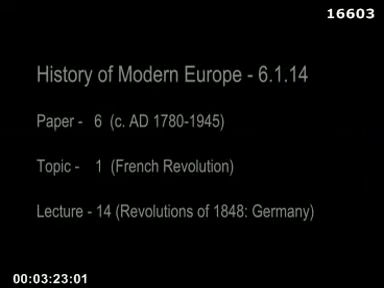 16603
History of Modern Europe - 6.1.14
Paper - 6 (c. AD 1780-1945)
Topic - 1 (French Revolution)
Lecture - 14 (Revolutions of 1848: Germany)
00:03:23:01